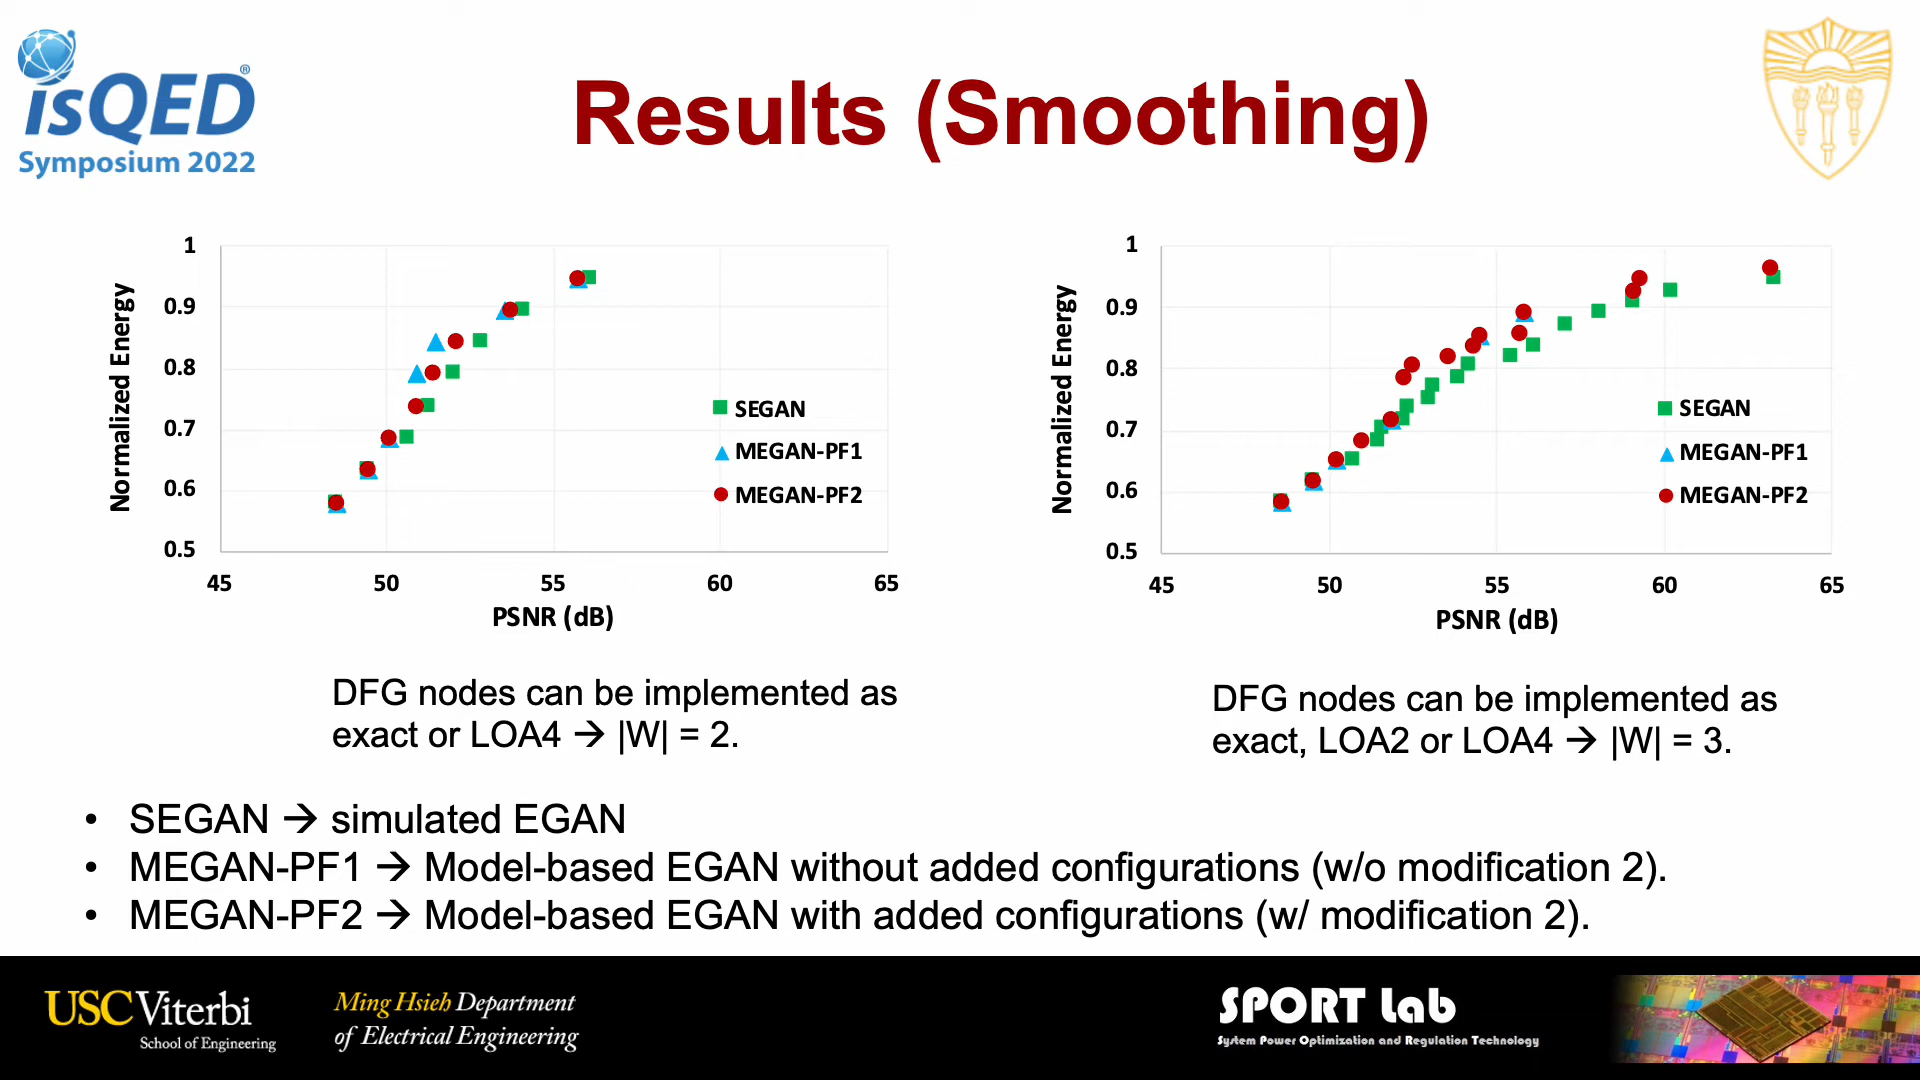 isQED®
Symposium 2022
Results (Smoothing)
1
0.9
0.8
0.7
0.6
0.5
Normalized Energy
45 50 55 60 65
PSNR (dB)
SEGAN
MEGAN-PF1
MEGAN-PF2
1
0.9
0.8
0.7
0.6
0.5
Normalized Energy
45 50 55 60 65
PSNR (dB)
SEGAN
MEGAN-PF1
MEGAN-PF2
DFG nodes can be implemented as
exact or LOA4 → |W| = 2.
DFG nodes can be implemented as
exact, LOA2 or LOA4 → |W| = 3.
• SEGAN → simulated EGAN
• MEGAN-PF1 → Model-based EGAN without added configurations (w/o modification 2).
• MEGAN-PF2 → Model-based EGAN with added configurations (w/ modification 2).
USC Viterbi
School of Engineering
Ming Hsieh Department
of Electrical Engineering
SPORT Lab
System Power Optimization and Regulation Technology